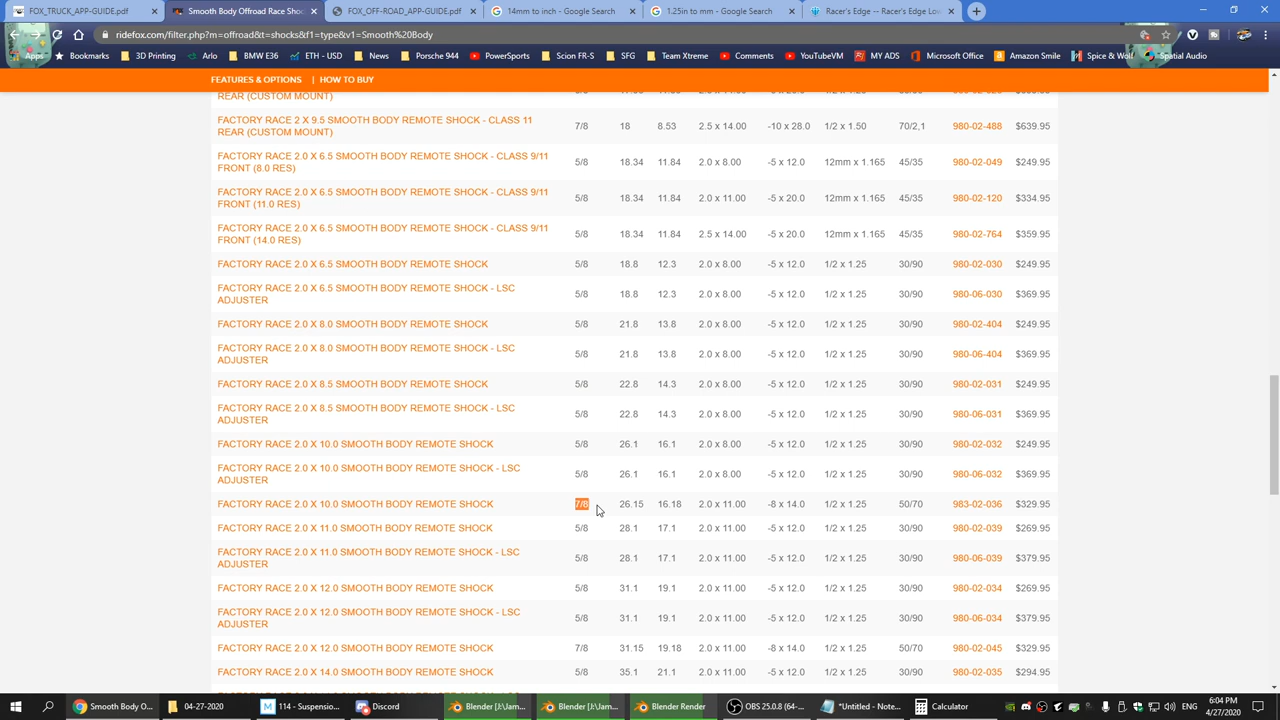 FOX_TRUCK_APP-GUIDE.pdf
Smooth Body Off-Road Race Sho
FOX_OFF-ROAD_APP-GUIDE.pdf
14mm to inch - Google Search
1.25in to mm - Google Search
Racer's Edge -- Racer's Edge Low
ridefox.com/filter.php?m=offroad&t=shocks&f1=type&v1=Smooth%20Body
Apps
Bookmarks
3D Printing
Arlo
BMW E36
ETH - USD
News
Porsche 944
PowerSports
Scion FR-S
SFG
Team Xtreme
Comments
YouTubeVM
MY ADS
Microsoft Office
Amazon Smile
Spice & Wolf
Spatial Audio
FEATURES & OPTIONS | HOW TO BUY
REAR (CUSTOM MOUNT)
FACTORY RACE 2 X 9.5 SMOOTH BODY REMOTE SHOCK - CLASS 11
REAR (CUSTOM MOUNT)
7/8 18 8.53 2.5 x 14.00 -10 x 28.0 1/2 x 1.50 70/2,1 980-02-488 $639.95
FACTORY RACE 2.0 X 6.5 SMOOTH BODY REMOTE SHOCK - CLASS 9/11
FRONT (8.0 RES)
5/8 18.34 11.84 2.0 x 8.00 -5 x 12.0 12mm x 1.165 45/35 980-02-049 $249.95
FACTORY RACE 2.0 X 6.5 SMOOTH BODY REMOTE SHOCK - CLASS 9/11
FRONT (11.0 RES)
5/8 18.34 11.84 2.0 x 11.00 -5 x 20.0 12mm x 1.165 45/35 980-02-120 $334.95
FACTORY RACE 2.0 X 6.5 SMOOTH BODY REMOTE SHOCK - CLASS 9/11
FRONT (14.0 RES)
5/8 18.34 11.84 2.5 x 14.00 -5 x 20.0 12mm x 1.165 45/35 980-02-764 $359.95
FACTORY RACE 2.0 X 6.5 SMOOTH BODY REMOTE SHOCK 5/8 18.8 12.3 2.0 x 8.00 -5 x 12.0 1/2 x 1.25 30/90 980-02-030 $249.95
FACTORY RACE 2.0 X 6.5 SMOOTH BODY REMOTE SHOCK - LSC
ADJUSTER
5/8 18.8 12.3 2.0 x 8.00 -5 x 12.0 1/2 x 1.25 30/90 980-06-030 $369.95
FACTORY RACE 2.0 X 8.0 SMOOTH BODY REMOTE SHOCK 5/8 21.8 13.8 2.0 x 8.00 -5 x 12.0 1/2 x 1.25 30/90 980-02-404 $249.95
FACTORY RACE 2.0 X 8.0 SMOOTH BODY REMOTE SHOCK - LSC
ADJUSTER
5/8 21.8 13.8 2.0 x 8.00 -5 x 12.0 1/2 x 1.25 30/90 980-06-404 $369.95
FACTORY RACE 2.0 X 8.5 SMOOTH BODY REMOTE SHOCK 5/8 22.8 14.3 2.0 x 8.00 -5 x 12.0 1/2 x 1.25 30/90 980-02-031 $249.95
FACTORY RACE 2.0 X 8.5 SMOOTH BODY REMOTE SHOCK - LSC
ADJUSTER
5/8 22.8 14.3 2.0 x 8.00 -5 x 12.0 1/2 x 1.25 30/90 980-06-031 $369.95
FACTORY RACE 2.0 X 10.0 SMOOTH BODY REMOTE SHOCK 5/8 26.1 16.1 2.0 x 8.00 -5 x 12.0 1/2 x 1.25 30/90 980-02-032 $249.95
FACTORY RACE 2.0 X 10.0 SMOOTH BODY REMOTE SHOCK - LSC
ADJUSTER
5/8 26.1 16.1 2.0 x 8.00 -5 x 12.0 1/2 x 1.25 30/90 980-06-032 $369.95
FACTORY RACE 2.0 X 10.0 SMOOTH BODY REMOTE SHOCK 7/8 26.15 16.18 2.0 x 11.00 -8 x 14.0 1/2 x 1.25 50/70 983-02-036 $329.95
FACTORY RACE 2.0 X 11.0 SMOOTH BODY REMOTE SHOCK 5/8 28.1 17.1 2.0 x 11.00 -5 x 12.0 1/2 x 1.25 30/90 980-02-039 $269.95
FACTORY RACE 2.0 X 11.0 SMOOTH BODY REMOTE SHOCK - LSC
ADJUSTER
5/8 28.1 17.1 2.0 x 11.00 -5 x 12.0 1/2 x 1.25 30/90 980-06-039 $379.95
FACTORY RACE 2.0 X 12.0 SMOOTH BODY REMOTE SHOCK 5/8 31.1 19.1 2.0 x 11.00 -5 x 12.0 1/2 x 1.25 30/90 980-02-034 $269.95
FACTORY RACE 2.0 X 12.0 SMOOTH BODY REMOTE SHOCK - LSC
ADJUSTER
5/8 31.1 19.1 2.0 x 11.00 -5 x 12.0 1/2 x 1.25 30/90 980-06-034 $379.95
FACTORY RACE 2.0 X 12.0 SMOOTH BODY REMOTE SHOCK 7/8 31.15 19.18 2.0 x 11.00 -8 x 14.0 1/2 x 1.25 50/70 980-02-045 $329.95
FACTORY RACE 2.0 X 14.0 SMOOTH BODY REMOTE SHOCK 5/8 35.1 21.1 2.0 x 11.00 -5 x 12.0 1/2 x 1.25 30/90 980-02-035 $294.95
Smooth Body O...
04-27-2020
114 - Suspensio...
Discord
Blender [J:\Jam...
Blender [J:\Jam...
Blender Render
OBS 25.0.8 (64-...
*Untitled - Note...
Calculator
6:04 PM
4/27/2020